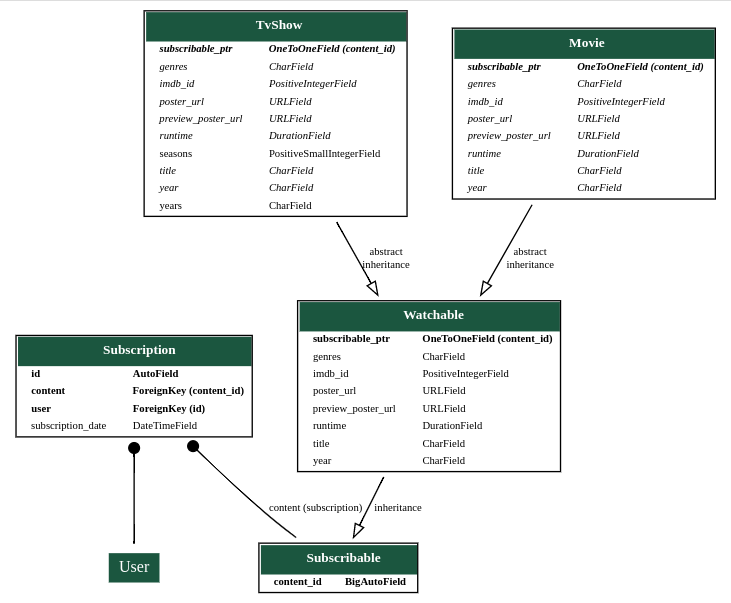 TvShow
subscribable_ptr OneToOneField (content_id)
genres CharField
imdb_id PositiveIntegerField
poster_url URLField
preview_poster_url URLField
runtime DurationField
seasons PositiveSmallIntegerField
title CharField
year CharField
years CharField
Movie
subscribable_ptr OneToOneField (content_id)
genres CharField
imdb_id PositiveIntegerField
poster_url URLField
preview_poster_url URLField
runtime DurationField
title CharField
year CharField
abstract
inheritance
abstract
inheritance
Watchable
subscribable_ptr OneToOneField (content_id)
genres CharField
imdb_id PositiveIntegerField
poster_url URLField
preview_poster_url URLField
runtime DurationField
title CharField
year CharField
Subscription
id AutoField
content ForeignKey (content_id)
user ForeignKey (id)
subscription_date DateTimeField
content (subscription)
inheritance
User
Subscribable
content_id BigAutoField